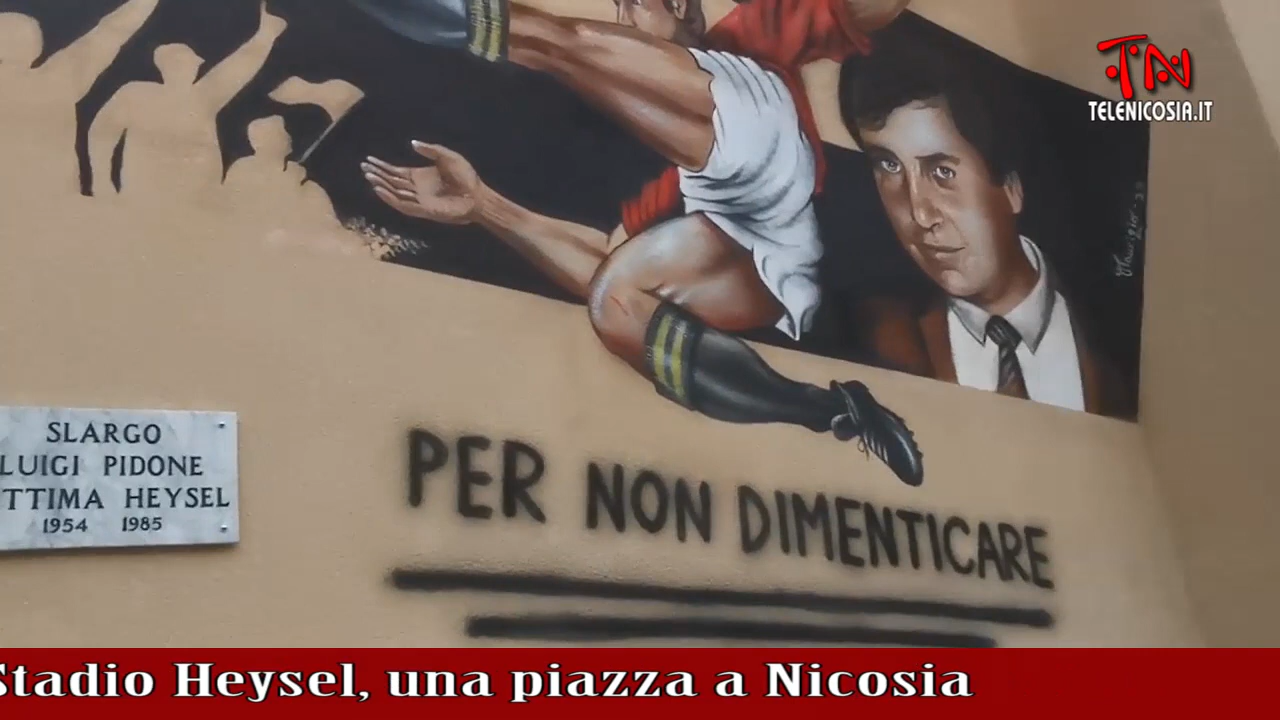 TN
TELENICOSIA.IT
SLARGO
LUIGI PIDONE
TTIMA HEYSEL
1954 1985
PER NON DIMENTICARE
Stadio Heysel, una piazza a Nicosia